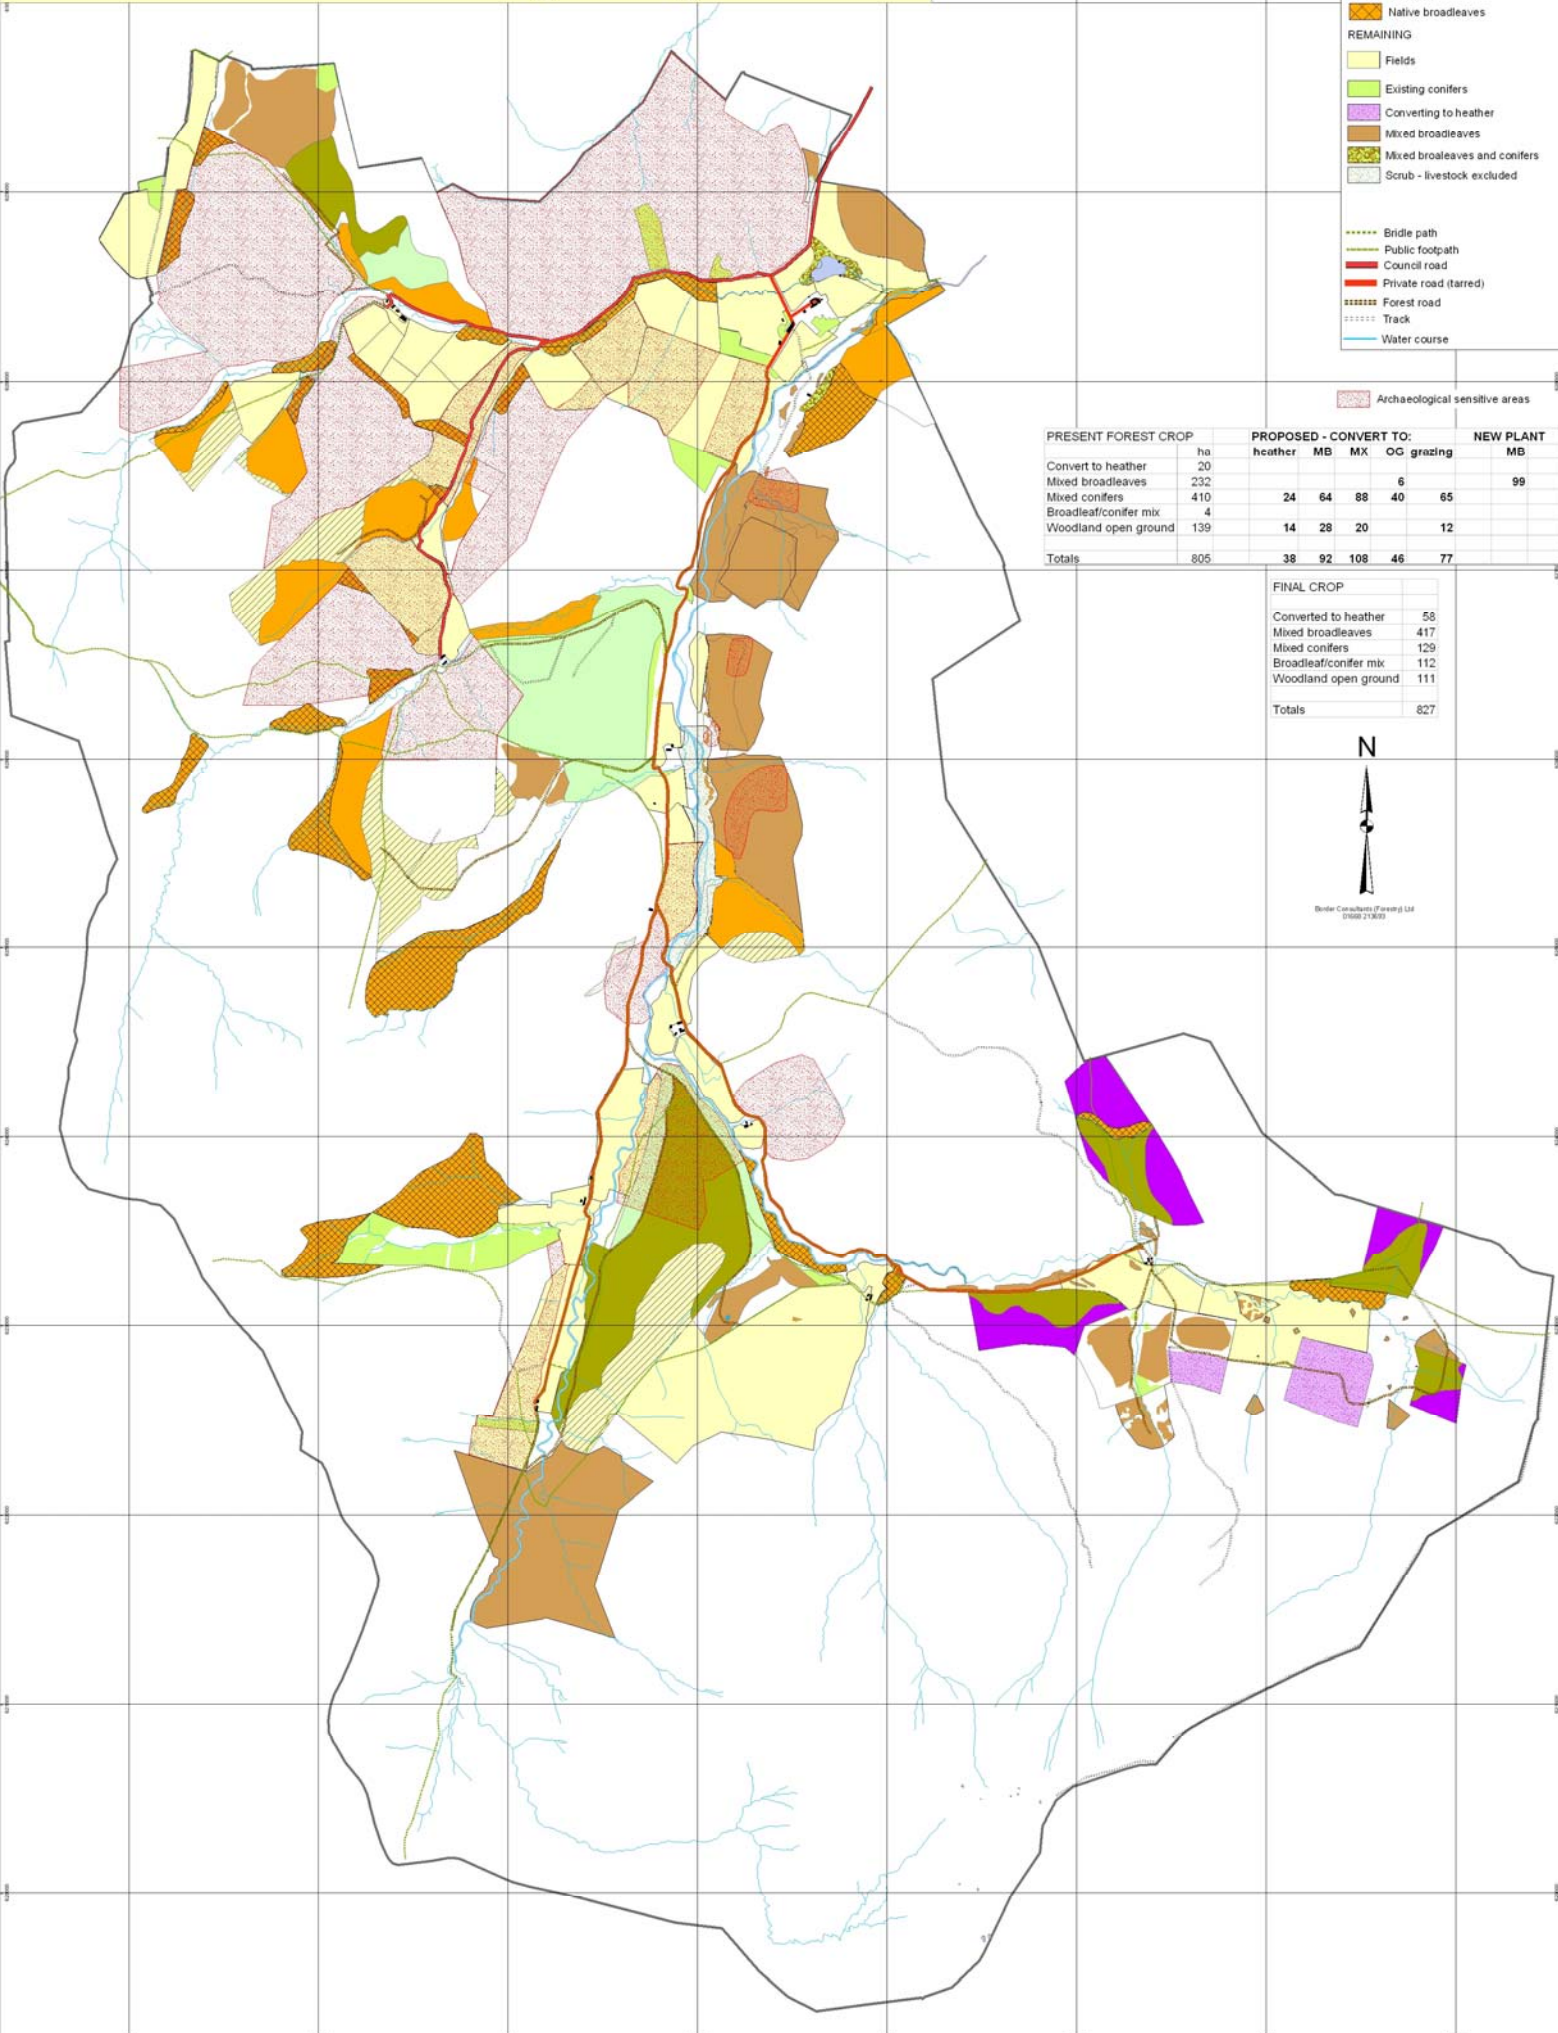 Native broadleaves
REMAINING
Fields
Existing conifers
Converting to heather
Mixed broadleaves
Mixed broaleaves and conifers
Scrub - livestock excluded
Bridle path
Public footpath
Council road
Private road (tarred)
Forest road
Track
Water course
Archaeological sensitive areas
PRESENT FOREST CROP PROPOSED - CONVERT TO: NEW PLANT
ha heather MB MX OG grazing MB
Convert to heather 20
Mixed broadleaves 232 6 99
Mixed conifers 410 24 64 88 40 65
Broadleaf/conifer mix 4
Woodland open ground 139 14 28 20 12
Totals 805 38 92 108 46 77
FINAL CROP
Converted to heather 58
Mixed broadleaves 417
Mixed conifers 129
Broadleaf/conifer mix 112
Woodland open ground 111
Totals 827
N
Border Consultants (Forestry) Ltd